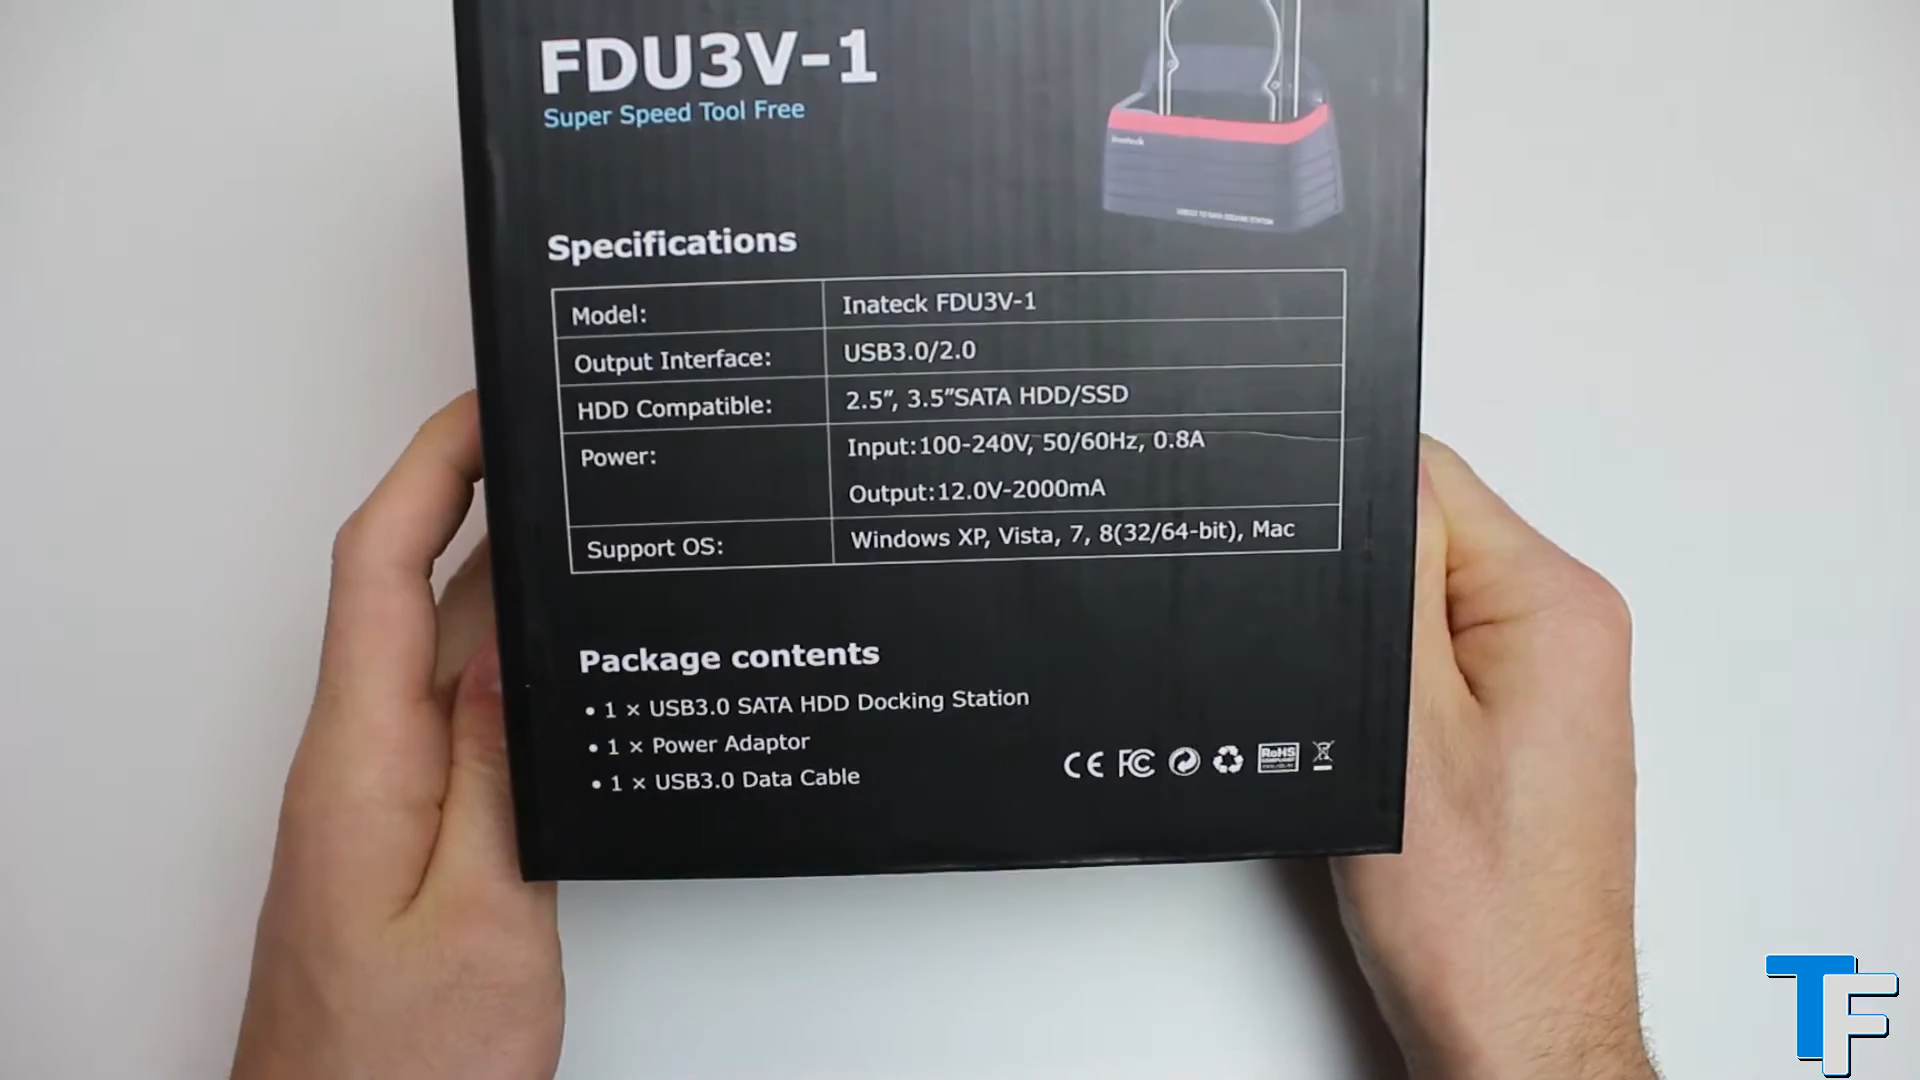 FDU3V-1
Super Speed Tool Free
Inateck
Specifications
Model: Inateck FDU3V-1
Output Interface: USB3.0/2.0
HDD Compatible: 2.5”, 3.5”SATA HDD/SSD
Power: Input:100-240V, 50/60Hz, 0.8A
Output:12.0V-2000mA
Support OS: Windows XP, Vista, 7, 8(32/64-bit), Mac
Package contents
• 1 × USB3.0 SATA HDD Docking Station
• 1 × Power Adaptor
• 1 × USB3.0 Data Cable
CE FC RoHS
TF